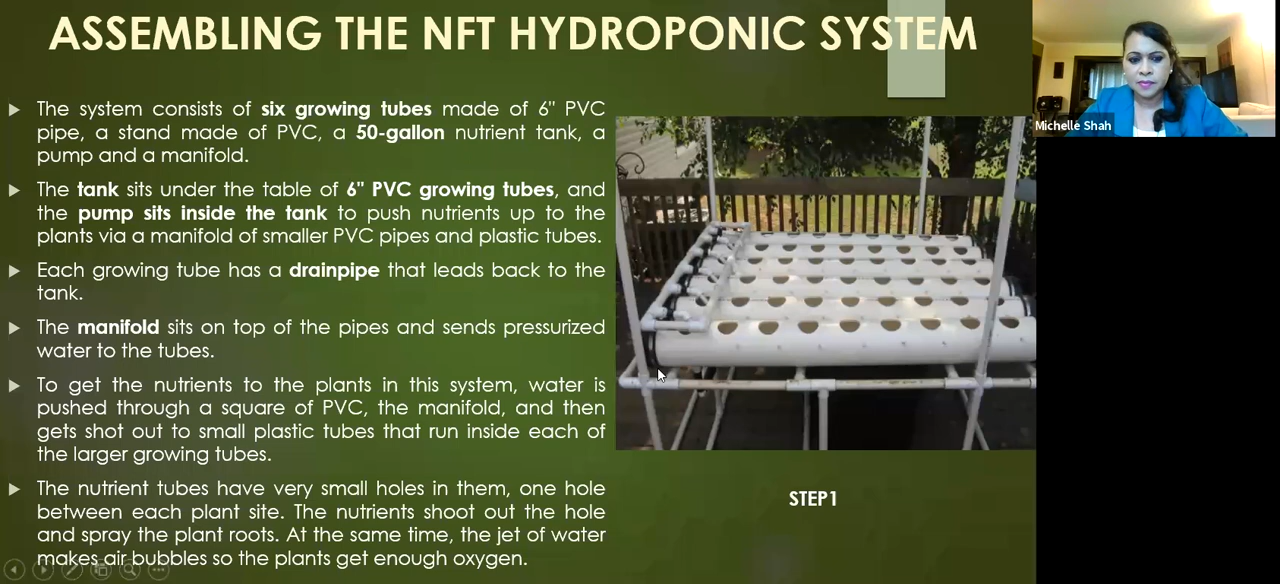 ASSEMBLING THE NFT HYDROPONIC SYSTEM
The system consists of six growing tubes made of 6" PVC
pipe, a stand made of PVC, a 50-gallon nutrient tank, a
pump and a manifold.
The tank sits under the table of 6" PVC growing tubes, and
the pump sits inside the tank to push nutrients up to the
plants via a manifold of smaller PVC pipes and plastic tubes.
Each growing tube has a drainpipe that leads back to the
tank.
The manifold sits on top of the pipes and sends pressurized
water to the tubes.
To get the nutrients to the plants in this system, water is
pushed through a square of PVC, the manifold, and then
gets shot out to small plastic tubes that run inside each of
the larger growing tubes.
The nutrient tubes have very small holes in them, one hole
between each plant site. The nutrients shoot out the hole
and spray the plant roots. At the same time, the jet of water
makes air bubbles so the plants get enough oxygen.
STEP1
Michelle Shah